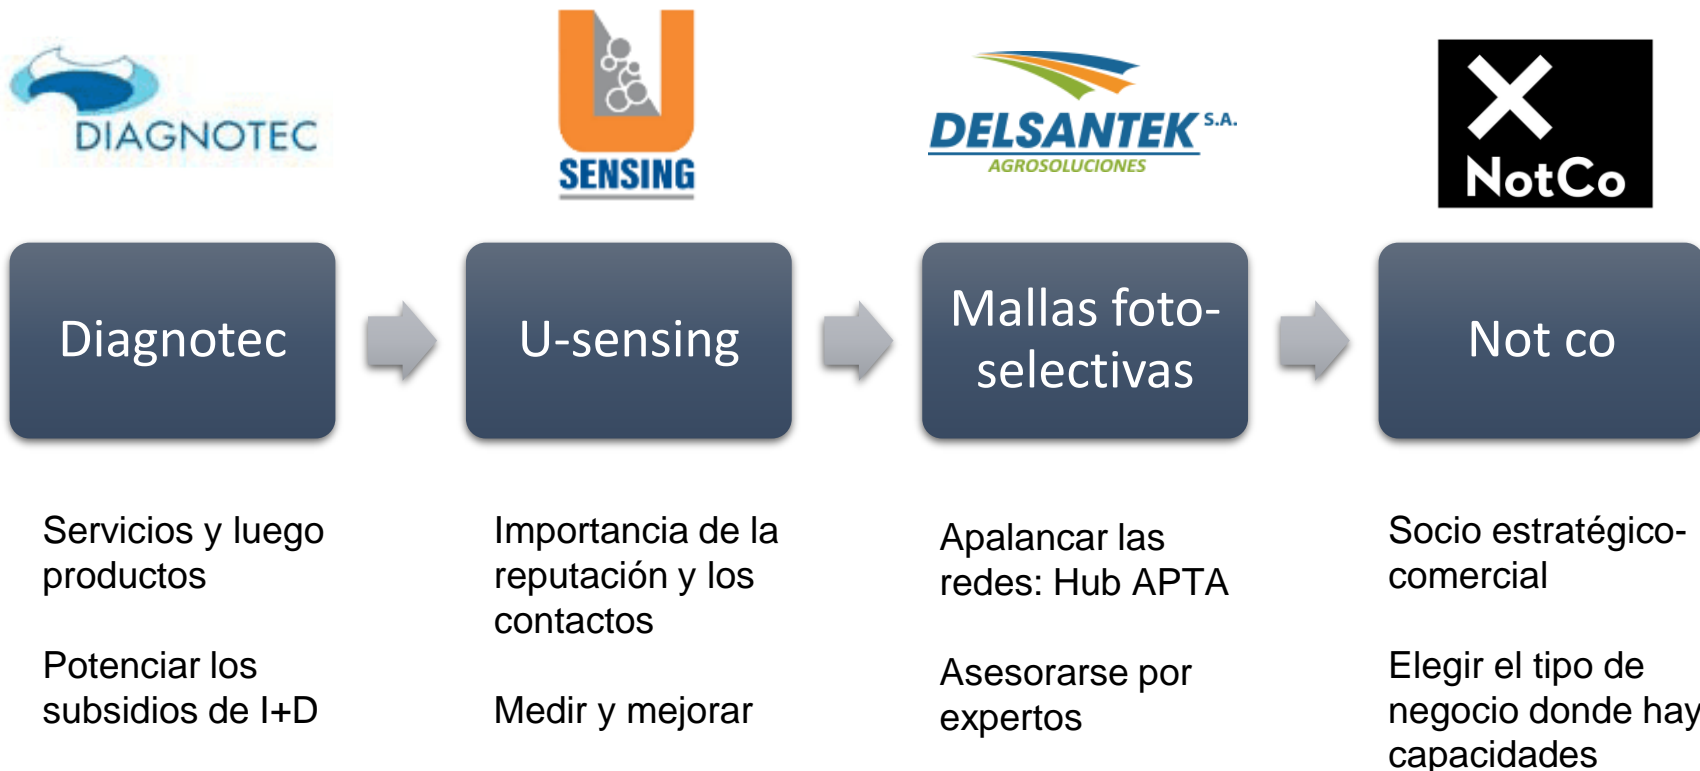 DIAGNOTEC
U
SENSING
DELSANTEK S.A.
AGROSOLUCIONES
NotCo
Diagnotec
U-sensing
Mallas foto-
selectivas
Not co
Servicios y luego
productos
Potenciar los
subsidios de I+D
Importancia de la
reputación y los
contactos
Medir y mejorar
Apalancar las
redes: Hub APTA
Asesorarse por
expertos
Socio estratégico-
comercial
Elegir el tipo de
negocio donde hay
capacidades